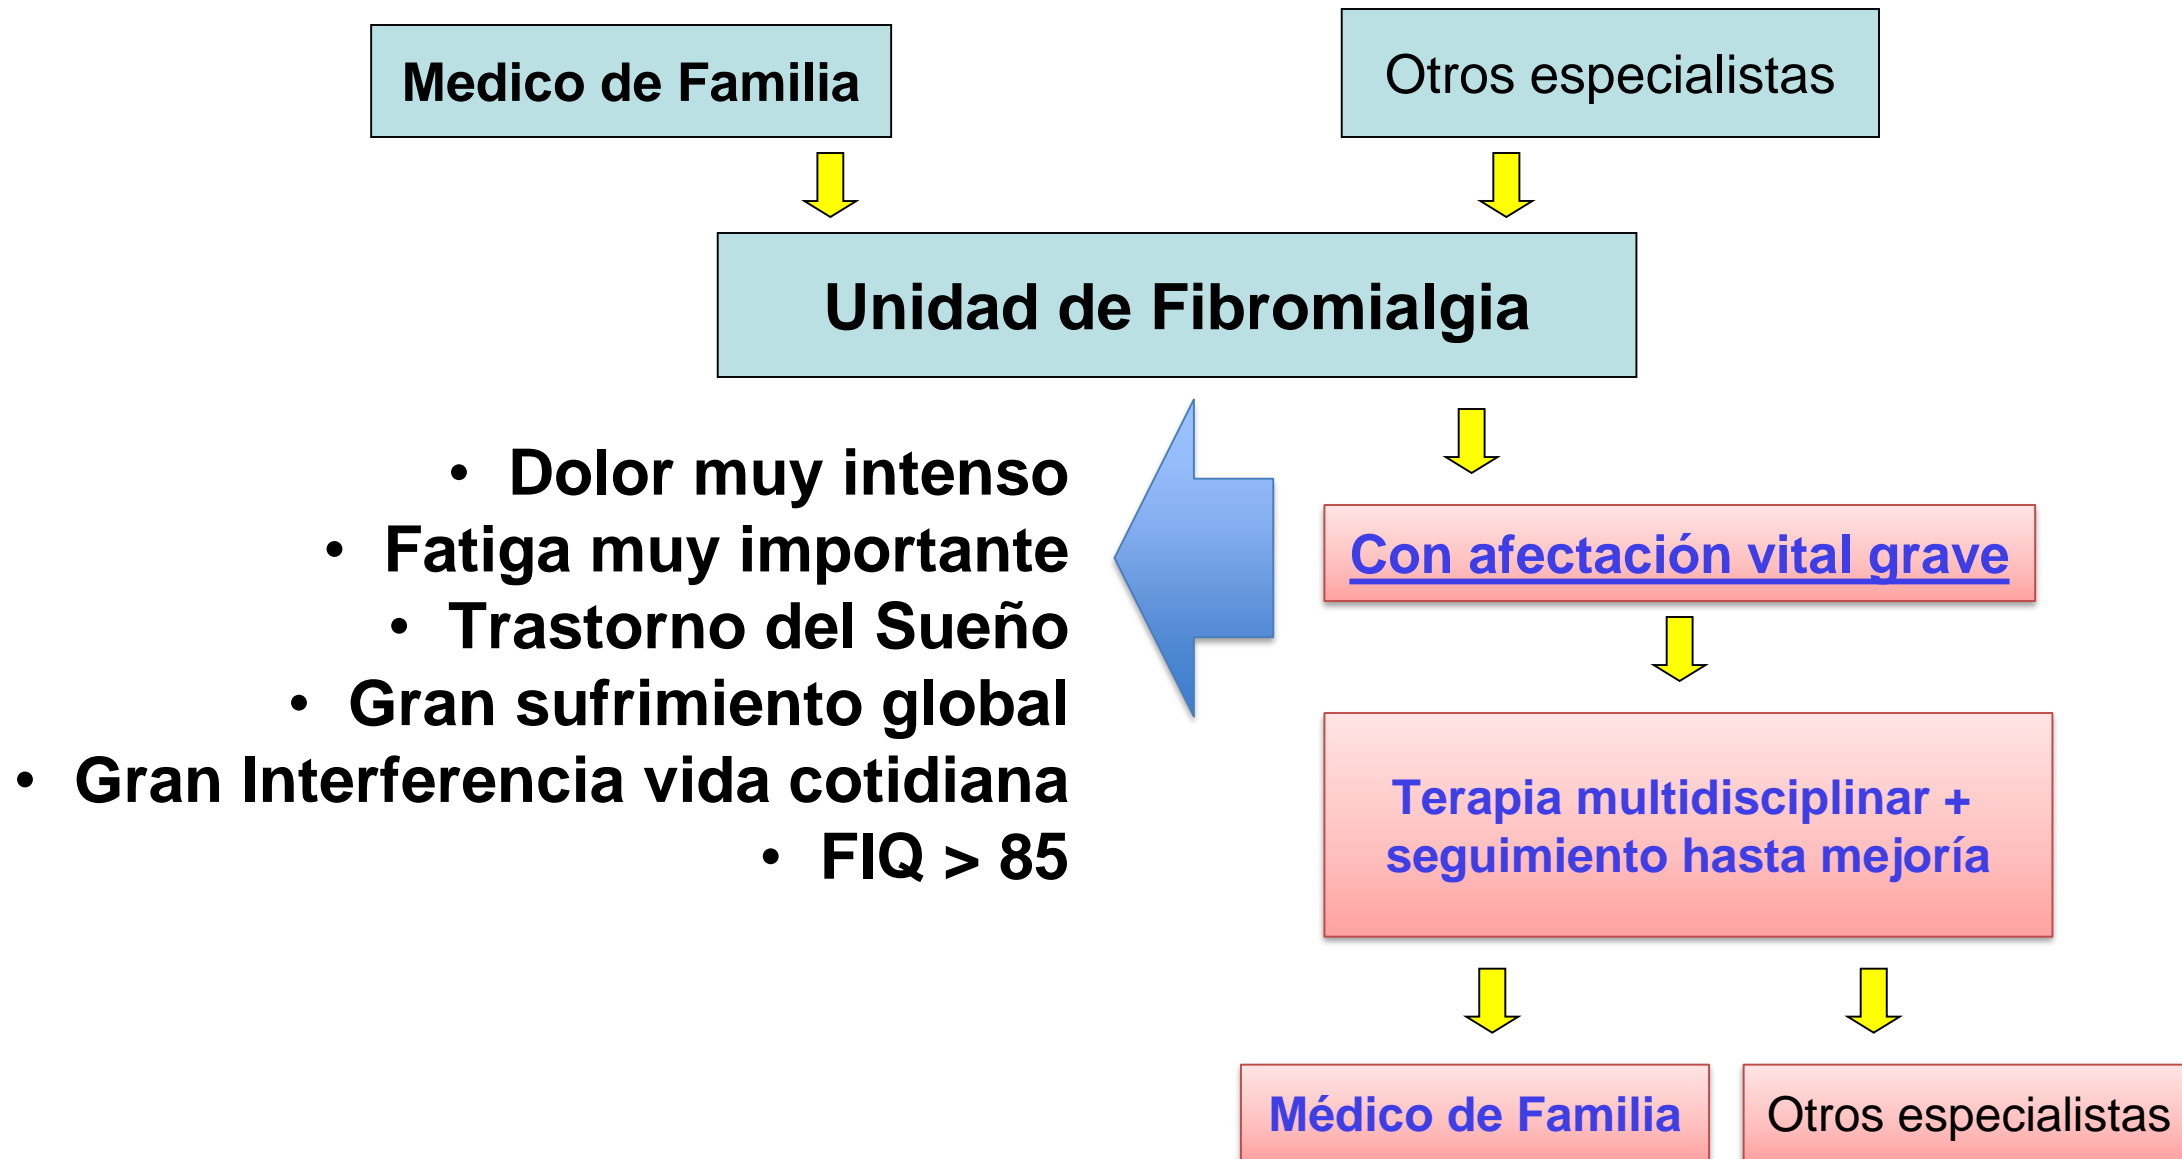 Medico de Familia
Otros especialistas
Unidad de Fibromialgia
• Dolor muy intenso
• Fatiga muy importante
• Trastorno del Sueño
• Gran sufrimiento global
• Gran Interferencia vida cotidiana
• FIQ > 85
Con afectación vital grave
Terapia multidisciplinar +
seguimiento hasta mejoría
Médico de Familia
Otros especialistas